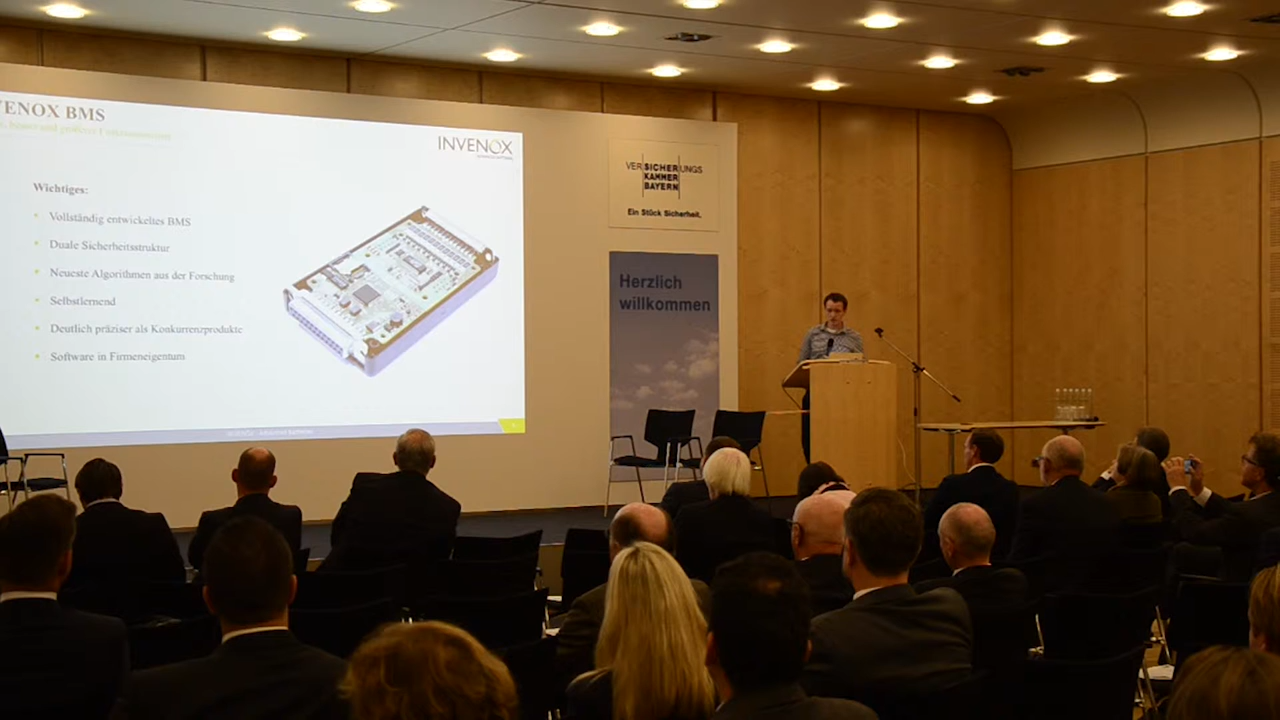 VENOX BMS
INVENOX
Wichtiges:
Vollständig entwickeltes BMS
Duale Sicherheitsstruktur
Neueste Algorithmen aus der Forschung
Selbstlernend
Deutlich präziser als Konkurrenzprodukte
Software in Firmeneigentum
VERSICHERUNGS
KAMMER
BAYERN
Ein Stück Sicherheit.
Herzlich
willkommen